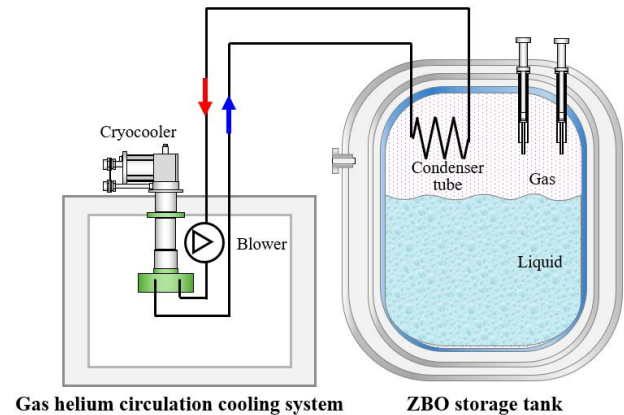 Cryocooler
Condenser
tube
Gas
Blower
Liquid
Gas helium circulation cooling system
ZBO storage tank